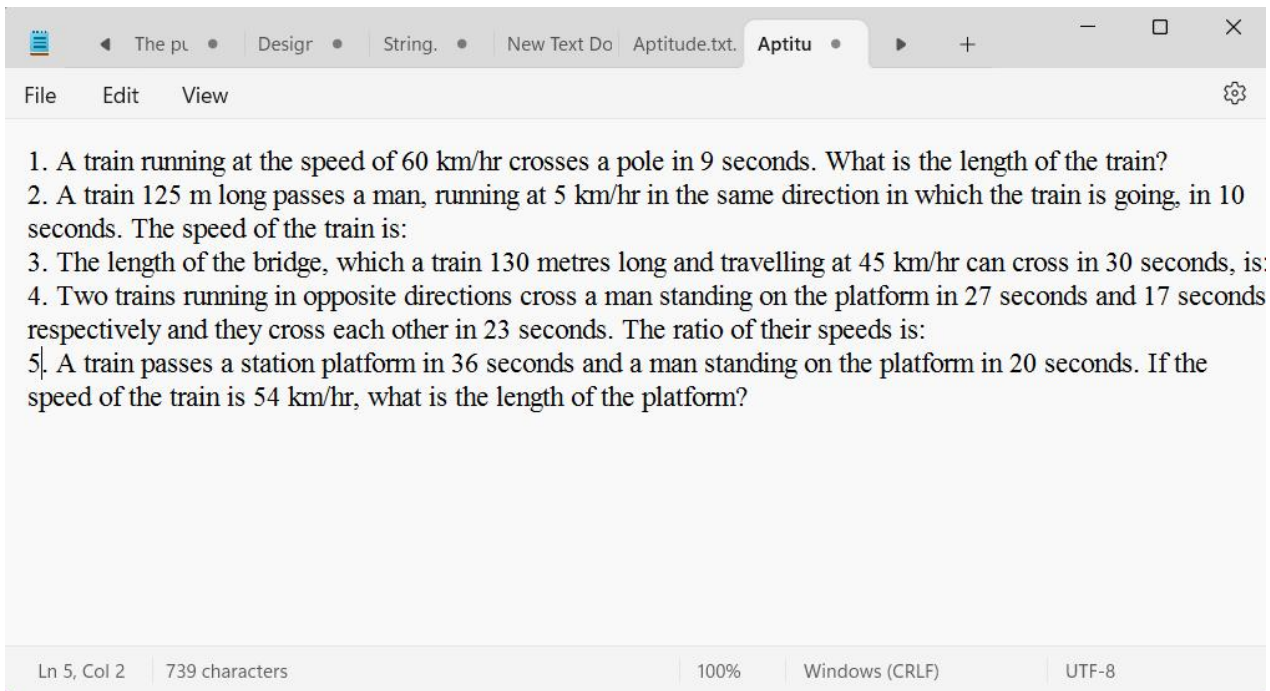 The pu Desigr String. New Text Do Aptitude.txt. Aptitu
File Edit View
1. A train running at the speed of 60 km/hr crosses a pole in 9 seconds. What is the length of the train?
2. A train 125 m long passes a man, running at 5 km/hr in the same direction in which the train is going, in 10
seconds. The speed of the train is:
3. The length of the bridge, which a train 130 metres long and travelling at 45 km/hr can cross in 30 seconds, is:
4. Two trains running in opposite directions cross a man standing on the platform in 27 seconds and 17 seconds
respectively and they cross each other in 23 seconds. The ratio of their speeds is:
5. A train passes a station platform in 36 seconds and a man standing on the platform in 20 seconds. If the
speed of the train is 54 km/hr, what is the length of the platform?
Ln 5, Col 2 739 characters 100% Windows (CRLF) UTF-8